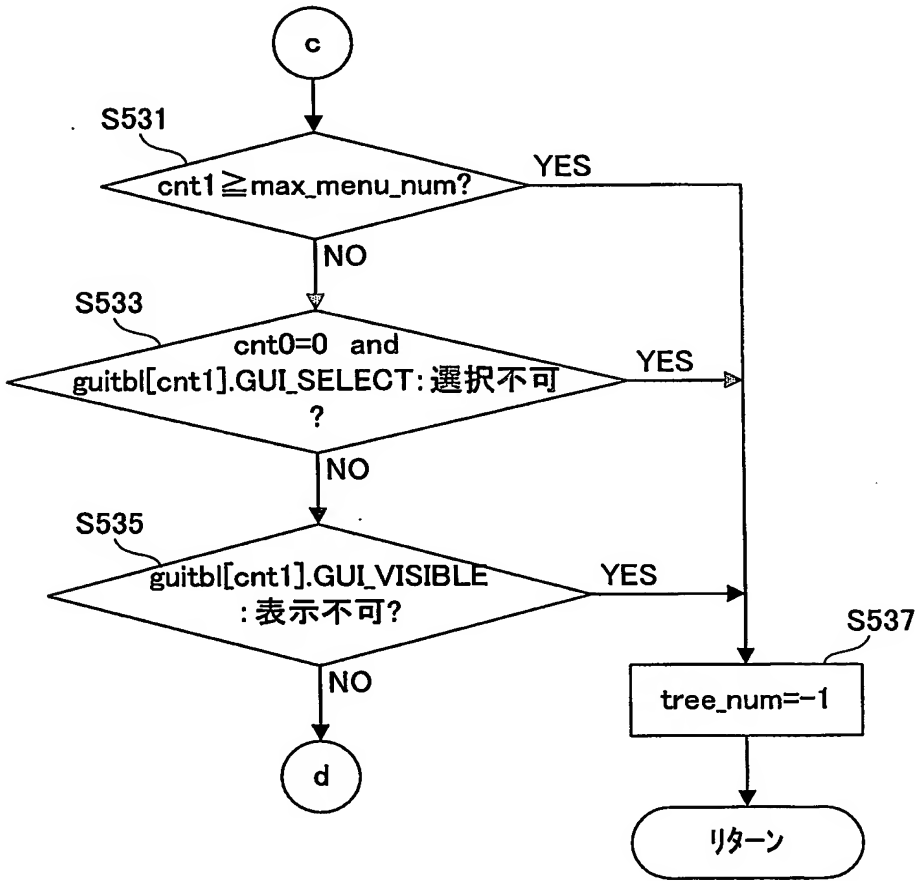 c
S531
cnt1≧max_menu_num?
YES
NO
S533
cnt0=0 and
guitbl[cnt1].GUI_SELECT:選択不可
?
YES
NO
S535
guitbl[cnt1].GUI_VISIBLE
:表示不可?
YES
NO
S537
tree_num=-1
d
リターン